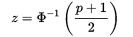 z = Φ⁻¹((p + 1)/2)